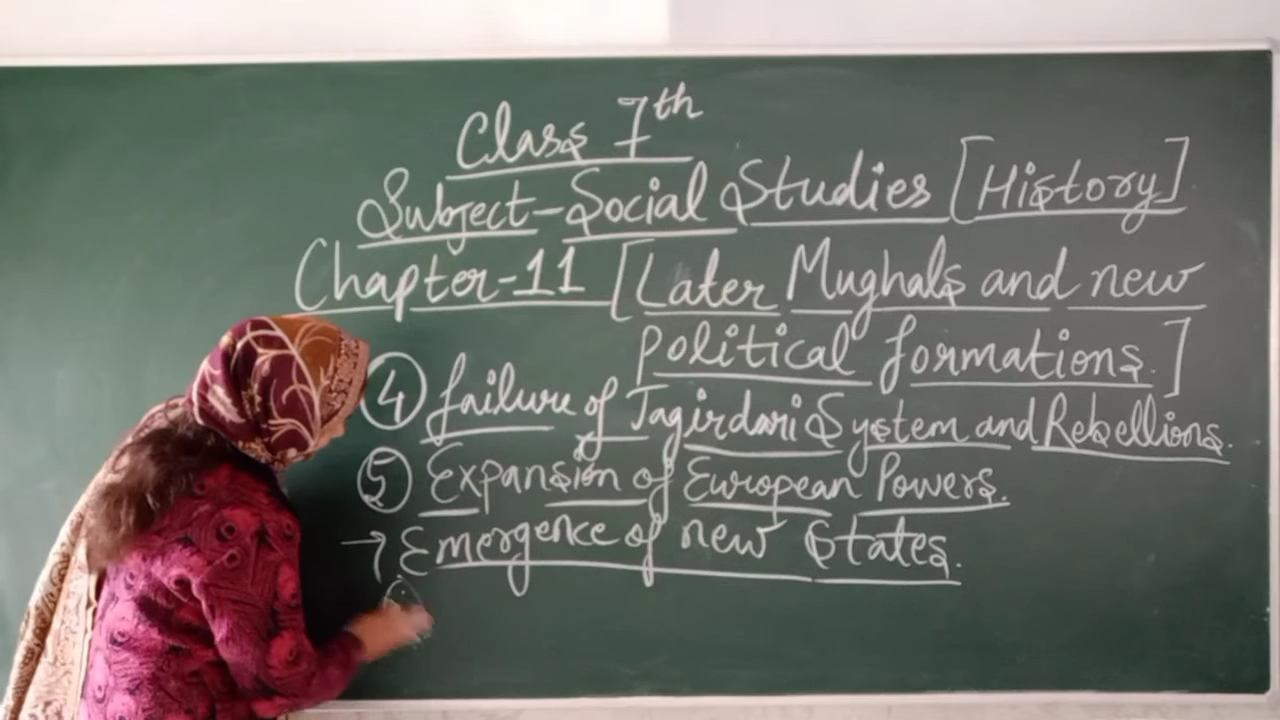 Class 7th
Subject-Social Studies [History].
Chapter-11 [Later Mughals and new
political formations.]
④ failure of Jagirdari System and Rebellions.
⑤ Expansion of European Powers.
→ Emergence of new States.